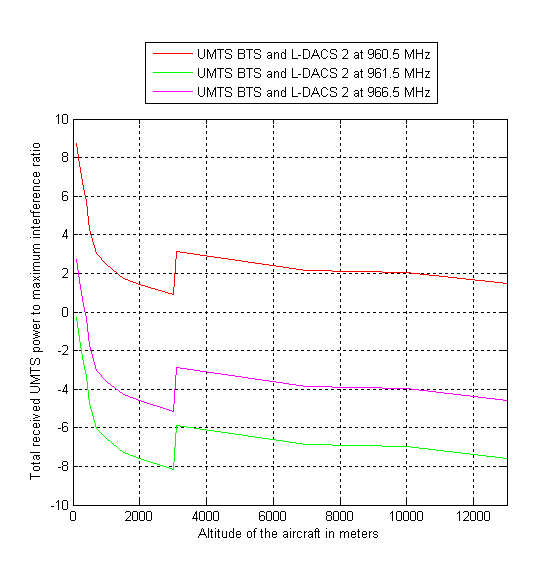 UMTS BTS and L-DACS 2 at 960.5 MHz
UMTS BTS and L-DACS 2 at 961.5 MHz
UMTS BTS and L-DACS 2 at 966.5 MHz
Total received UMTS power to maximum interference ratio
10
8
6
4
2
0
-2
-4
-6
-8
-10
0 2000 4000 6000 8000 10000 12000
Altitude of the aircraft in meters